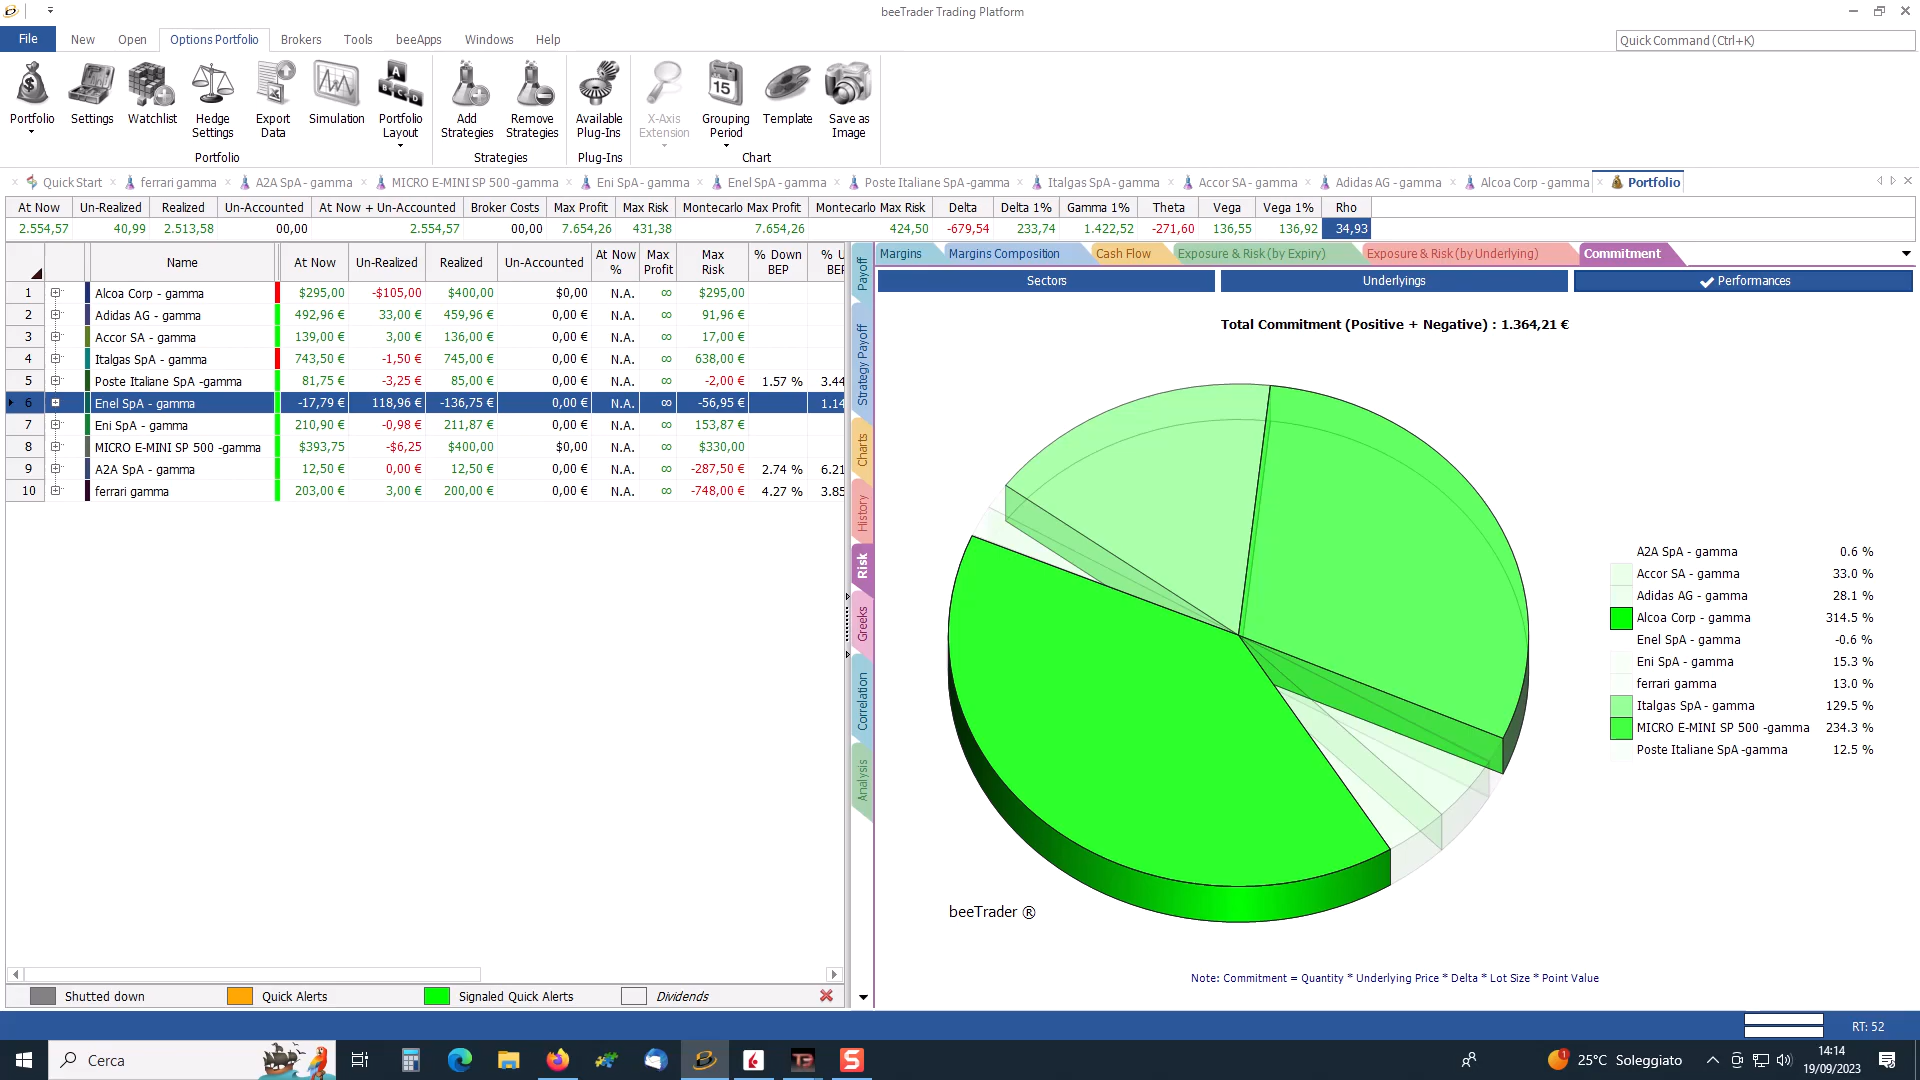 beeTrader Trading Platform
File New Open Options Portfolio Brokers Tools beeApps Windows Help
Quick Command (Ctrl+K)
Portfolio Settings Watchlist Hedge Settings Export Data Simulation Portfolio Layout Add Strategies Remove Strategies Available Plug-Ins X-Axis Extension Grouping Period Template Save as Image
Portfolio Strategies Plug-Ins Chart
Quick Start ferrari gamma A2A SpA - gamma MICRO E-MINI SP 500 -gamma Eni SpA - gamma Enel SpA - gamma Poste Italiane SpA -gamma Italgas SpA - gamma Accor SA - gamma Adidas AG - gamma Alcoa Corp - gamma Portfolio
At Now Un-Realized Realized Un-Accounted At Now + Un-Accounted Broker Costs Max Profit Max Risk Montecarlo Max Profit Montecarlo Max Risk Delta Delta 1% Gamma 1% Theta Vega Vega 1% Rho
2.554,57 40,99 2.513,58 00,00 2.554,57 00,00 7.654,26 431,38 7.654,26 424,50 -679,54 233,74 1.422,52 -271,60 136,55 136,92 34,93
Name At Now Un-Realized Realized Un-Accounted At Now % Max Profit Max Risk % Down BEP % U BEP
1 Alcoa Corp - gamma $295,00 -$105,00 $400,00 $0,00 N.A. ∞ $295,00
2 Adidas AG - gamma 492,96 € 33,00 € 459,96 € 0,00 € N.A. ∞ 91,96 €
3 Accor SA - gamma 139,00 € 3,00 € 136,00 € 0,00 € N.A. ∞ 17,00 €
4 Italgas SpA - gamma 743,50 € -1,50 € 745,00 € 0,00 € N.A. ∞ 638,00 €
5 Poste Italiane SpA -gamma 81,75 € -3,25 € 85,00 € 0,00 € N.A. ∞ -2,00 € 1.57 % 3.44
6 Enel SpA - gamma -17,79 € 118,96 € -136,75 € 0,00 € N.A. ∞ -56,95 € 1.14
7 Eni SpA - gamma 210,90 € -0,98 € 211,87 € 0,00 € N.A. ∞ 153,87 €
8 MICRO E-MINI SP 500 -gamma $393,75 -$6,25 $400,00 $0,00 N.A. ∞ $330,00
9 A2A SpA - gamma 12,50 € 0,00 € 12,50 € 0,00 € N.A. ∞ -287,50 € 2.74 % 6.21
10 ferrari gamma 203,00 € 3,00 € 200,00 € 0,00 € N.A. ∞ -748,00 € 4.27 % 3.85
Shutted down Quick Alerts Signaled Quick Alerts Dividends
Payoff
Strategy Payoff
Charts
History
Risk
Greeks
Correlation
Analysis
Margins Margins Composition Cash Flow Exposure & Risk (by Expiry) Exposure & Risk (by Underlying) Commitment
Sectors Underlyings Performances
Total Commitment (Positive + Negative) : 1.364,21 €
A2A SpA - gamma 0.6 %
Accor SA - gamma 33.0 %
Adidas AG - gamma 28.1 %
Alcoa Corp - gamma 314.5 %
Enel SpA - gamma -0.6 %
Eni SpA - gamma 15.3 %
ferrari gamma 13.0 %
Italgas SpA - gamma 129.5 %
MICRO E-MINI SP 500 -gamma 234.3 %
Poste Italiane SpA -gamma 12.5 %
beeTrader ®
Note: Commitment = Quantity * Underlying Price * Delta * Lot Size * Point Value
RT: 52
Cerca
25°C Soleggiato
14:14
19/09/2023